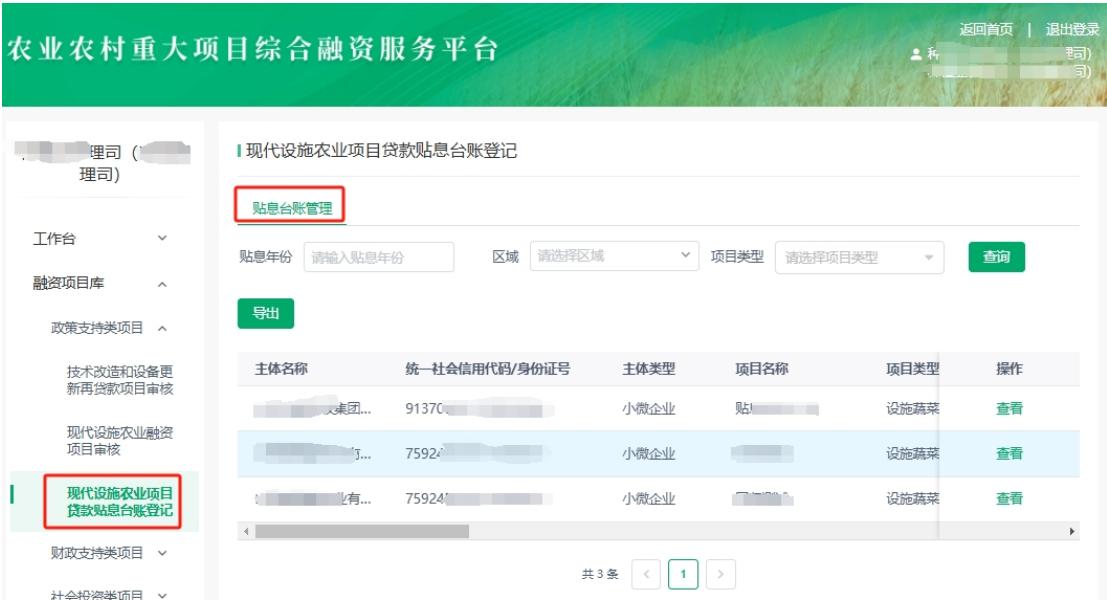 农业农村重大项目综合融资服务平台
返回首页 | 退出登录
司)
司)
理司(
理司)
现代设施农业项目贷款贴息台账登记
贴息台账管理
工作台
贴息年份 请输入贴息年份 区域 请选择区域 项目类型 请选择项目类型 查询
融资项目库
导出
政策支持类项目
技术改造和设备更
新再贷款项目审核
现代设施农业融资
项目审核
现代设施农业项目
贷款贴息台账登记
财政支持类项目
社会投资类项目
主体名称 统一社会信用代码/身份证号 主体类型 项目名称 项目类型 操作
集团... 9137 小微企业 贴 设施蔬菜 查看
... 7592 小微企业 设施蔬菜 查看
业有... 75924 小微企业 设施蔬菜 查看
共 3 条 < 1 >